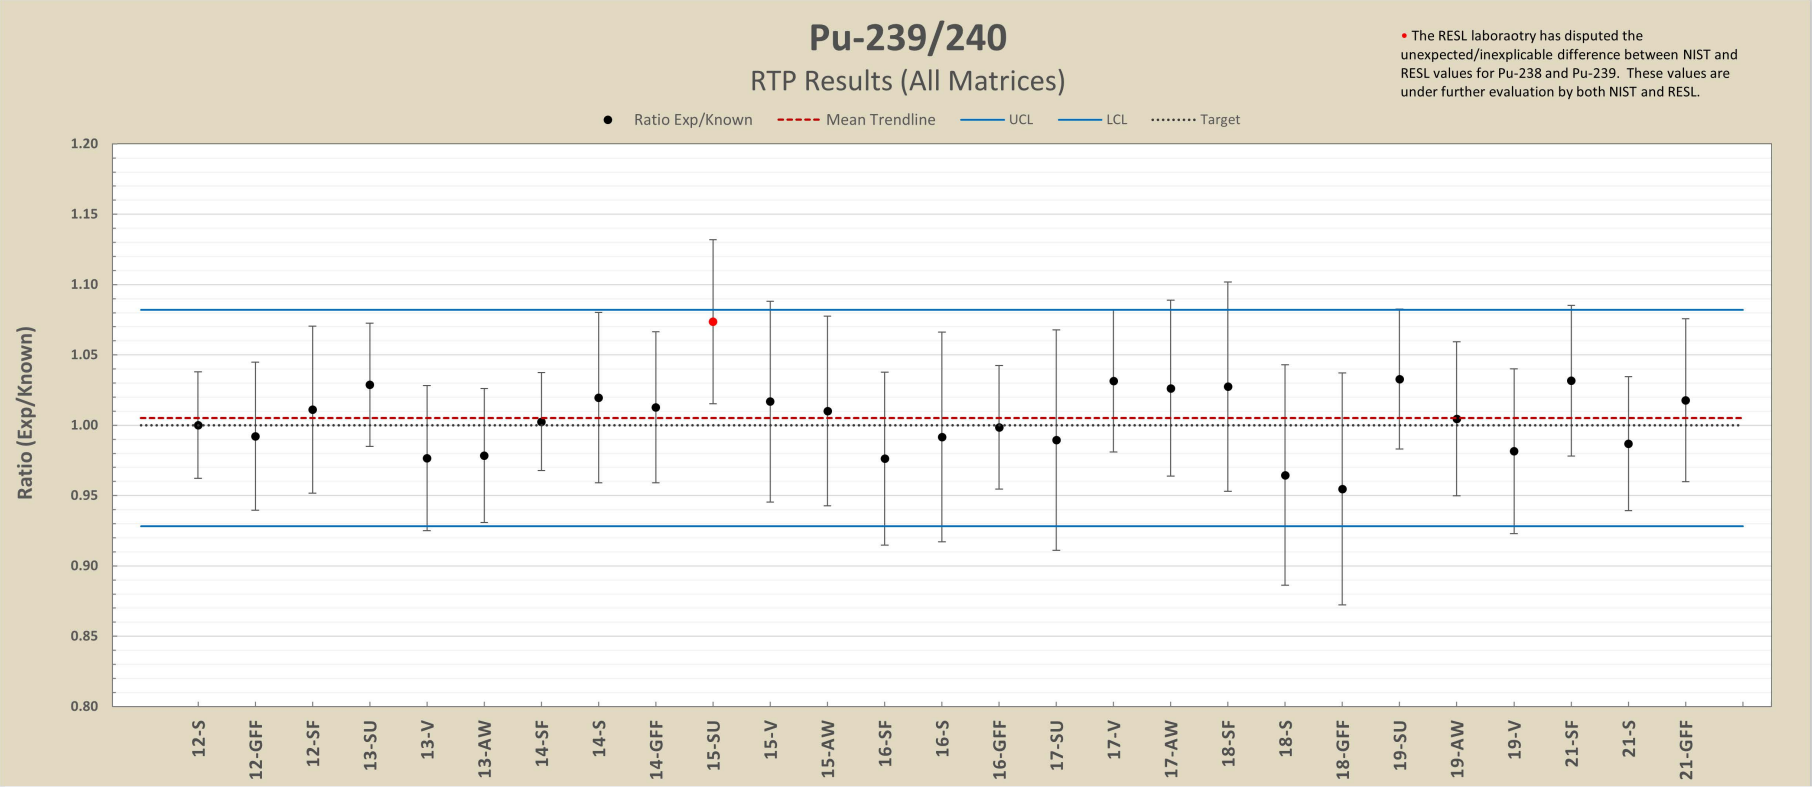 Pu-239/240
RTP Results (All Matrices)
• The RESL laboraotry has disputed the
unexpected/inexplicable difference between NIST and
RESL values for Pu-238 and Pu-239. These values are
under further evaluation by both NIST and RESL.
Ratio Exp/Known
Mean Trendline
UCL
LCL
Target
Ratio (Exp/Known)
1.20
1.15
1.10
1.05
1.00
0.95
0.90
0.85
0.80
12-S
12-GFF
12-SF
13-SU
13-V
13-AW
14-SF
14-S
14-GFF
15-SU
15-V
15-AW
16-SF
16-S
16-GFF
17-SU
17-V
17-AW
18-SF
18-S
18-GFF
19-SU
19-AW
19-V
21-SF
21-S
21-GFF